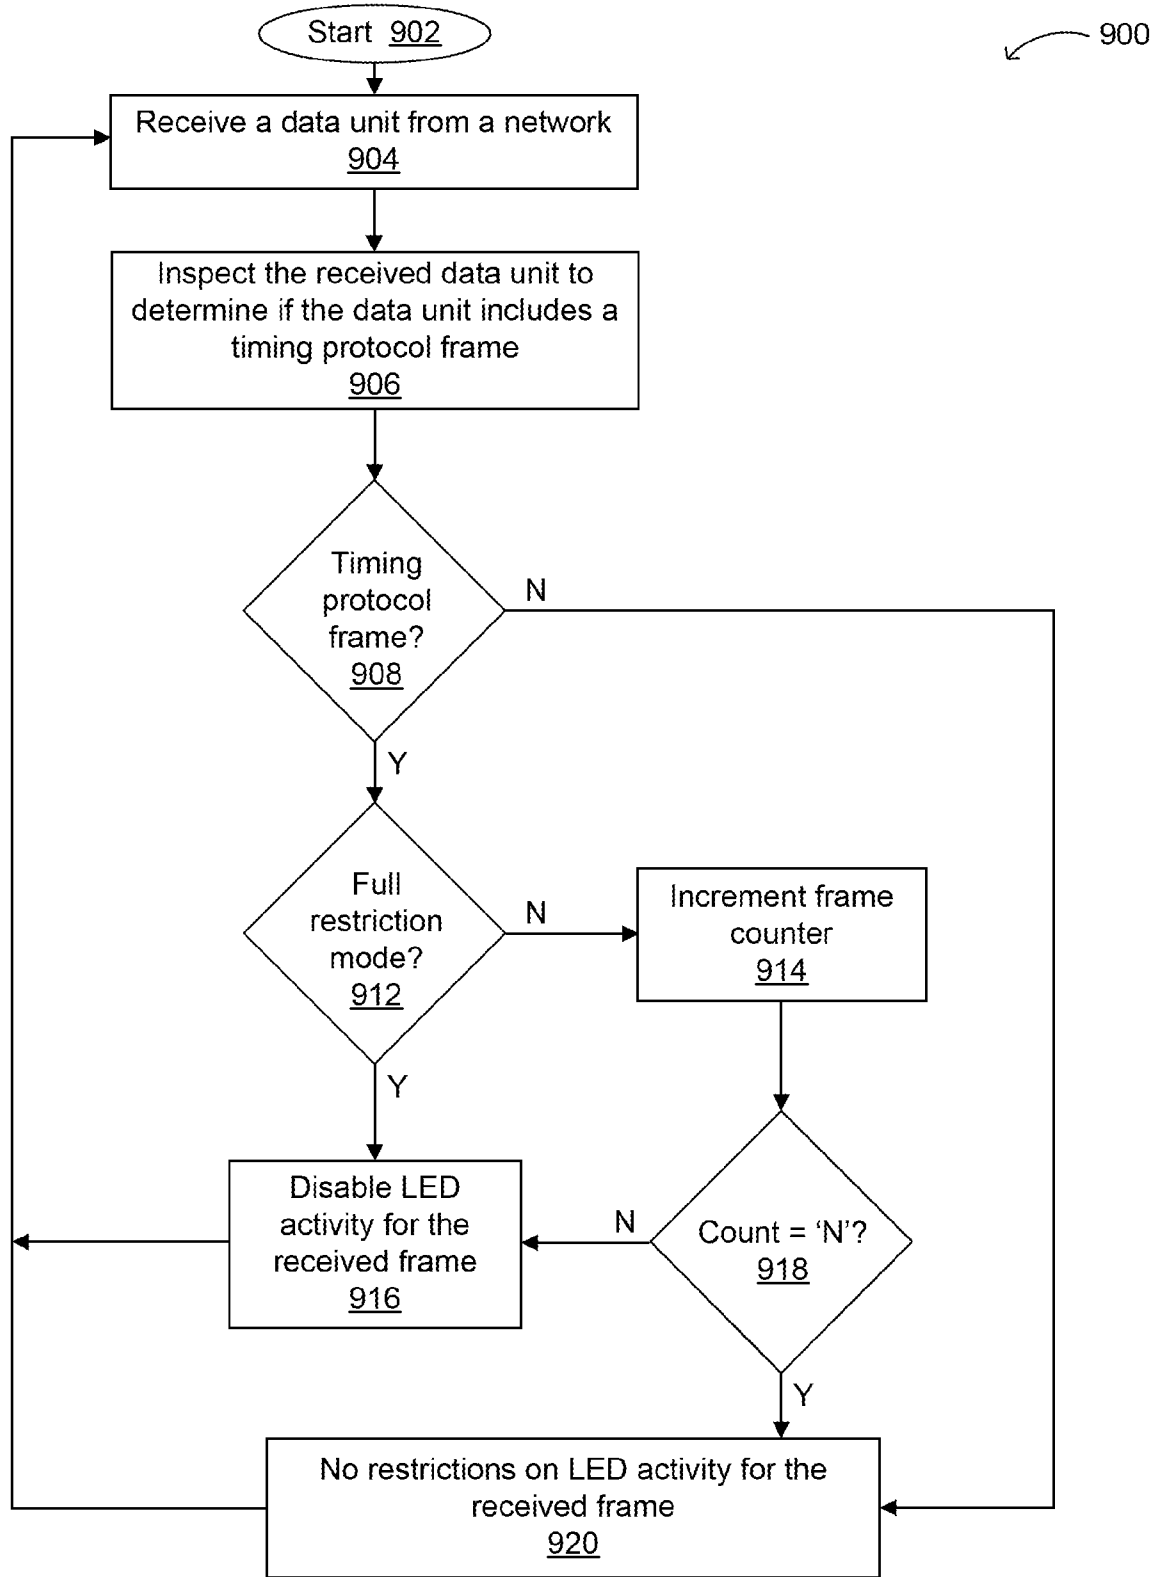 Start 902
900
Receive a data unit from a network
904
Inspect the received data unit to
determine if the data unit includes a
timing protocol frame
906
Timing
protocol
frame?
908
N
Y
Full
restriction
mode?
912
N
Increment frame
counter
914
Y
Disable LED
activity for the
received frame
916
N
Count = ‘N’?
918
Y
No restrictions on LED activity for the
received frame
920